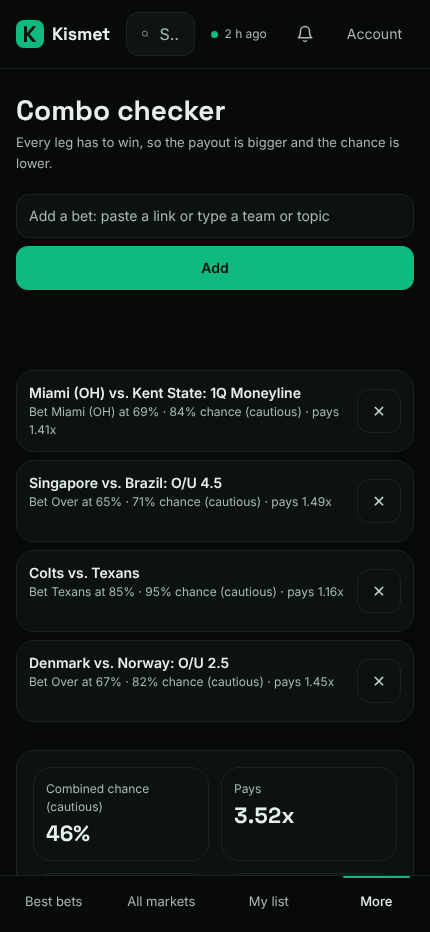 Kismet
S..
2 h ago
Account
Combo checker
Every leg has to win, so the payout is bigger and the chance is
lower.
Add a bet: paste a link or type a team or topic
Add
Miami (OH) vs. Kent State: 1Q Moneyline
Bet Miami (OH) at 69% · 84% chance (cautious) · pays
1.41x
Singapore vs. Brazil: O/U 4.5
Bet Over at 65% · 71% chance (cautious) · pays 1.49x
Colts vs. Texans
Bet Texans at 85% · 95% chance (cautious) · pays 1.16x
Denmark vs. Norway: O/U 2.5
Bet Over at 67% · 82% chance (cautious) · pays 1.45x
Combined chance
(cautious)
46%
Pays
3.52x
Best bets
All markets
My list
More